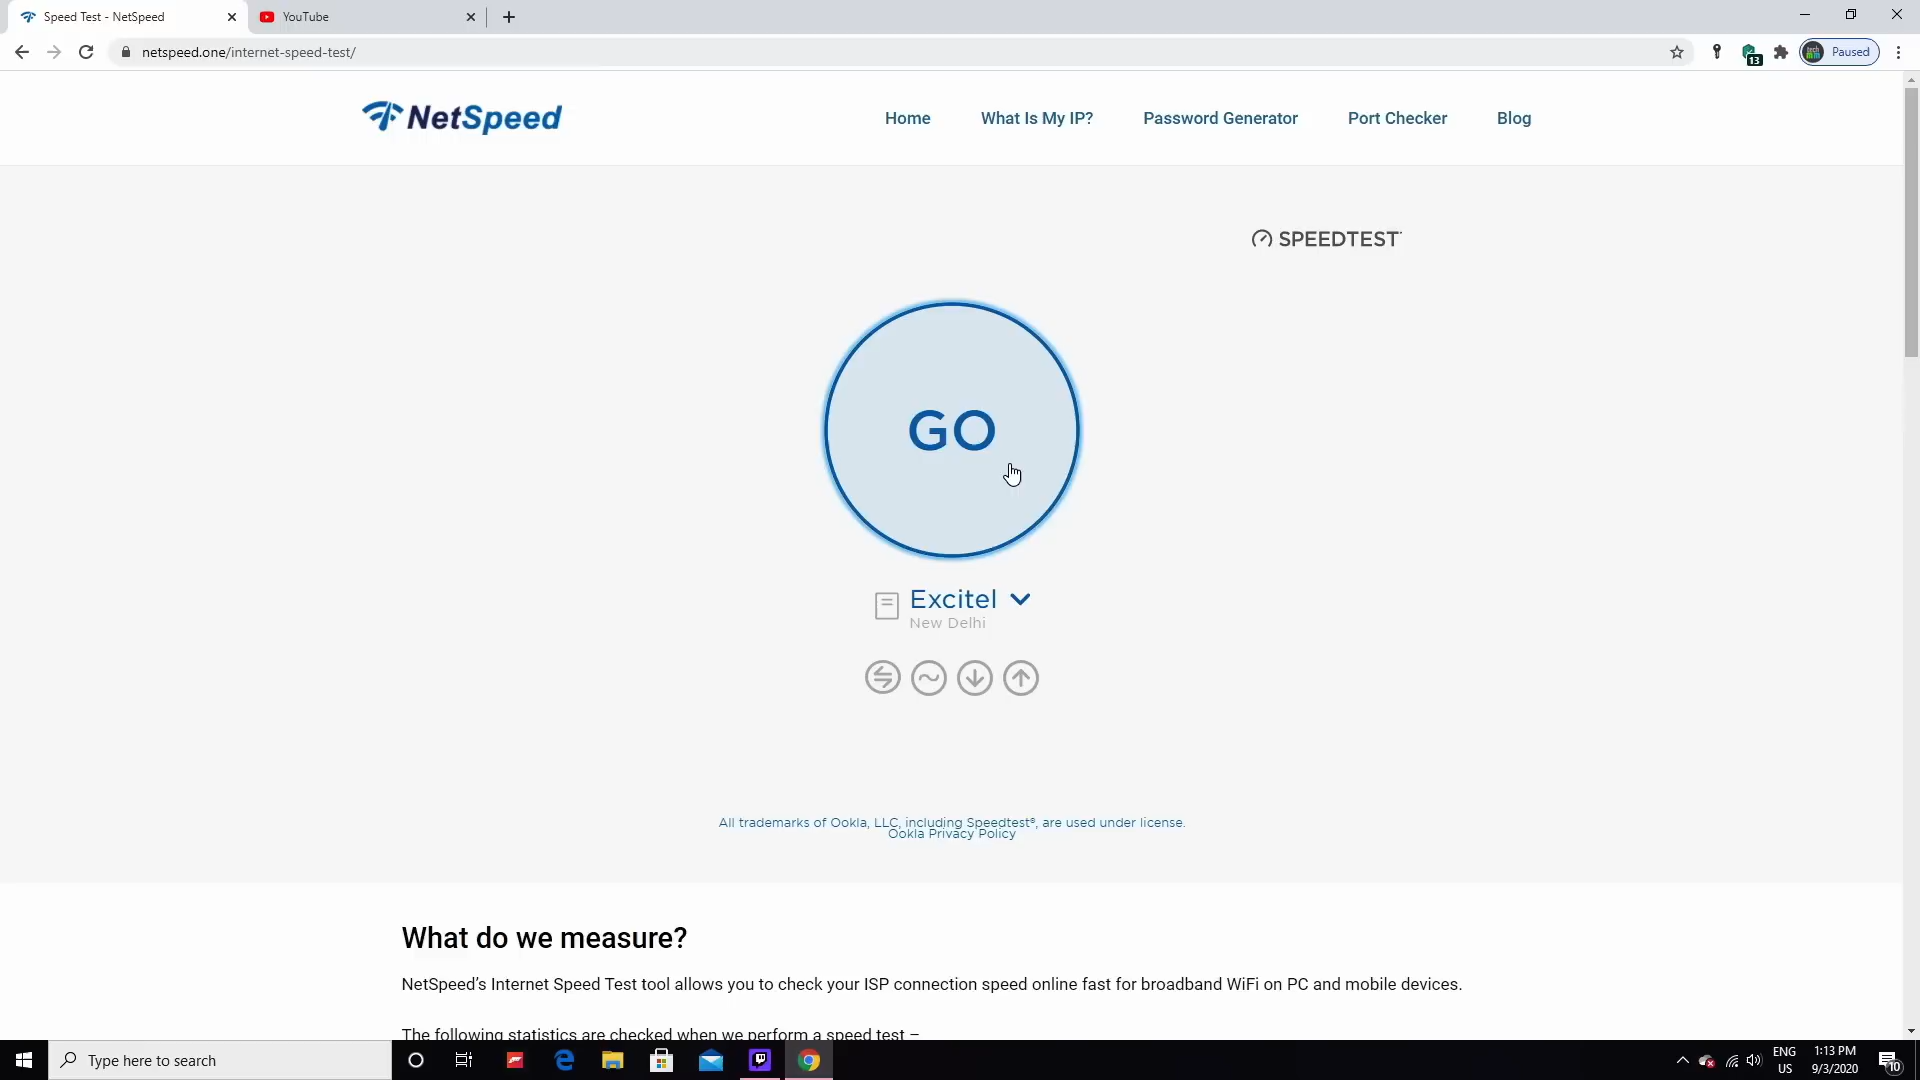 Speed Test - NetSpeed
YouTube
netspeed.one/internet-speed-test/
13
Paused
NetSpeed
Home
What Is My IP?
Password Generator
Port Checker
Blog
SPEEDTEST
GO
Excitel
New Delhi
All trademarks of Ookla, LLC, including Speedtest®, are used under license.
Ookla Privacy Policy
What do we measure?
NetSpeed’s Internet Speed Test tool allows you to check your ISP connection speed online fast for broadband WiFi on PC and mobile devices.
The following statistics are checked when we perform a speed test –
Type here to search
ENG
US
1:13 PM
9/3/2020
10